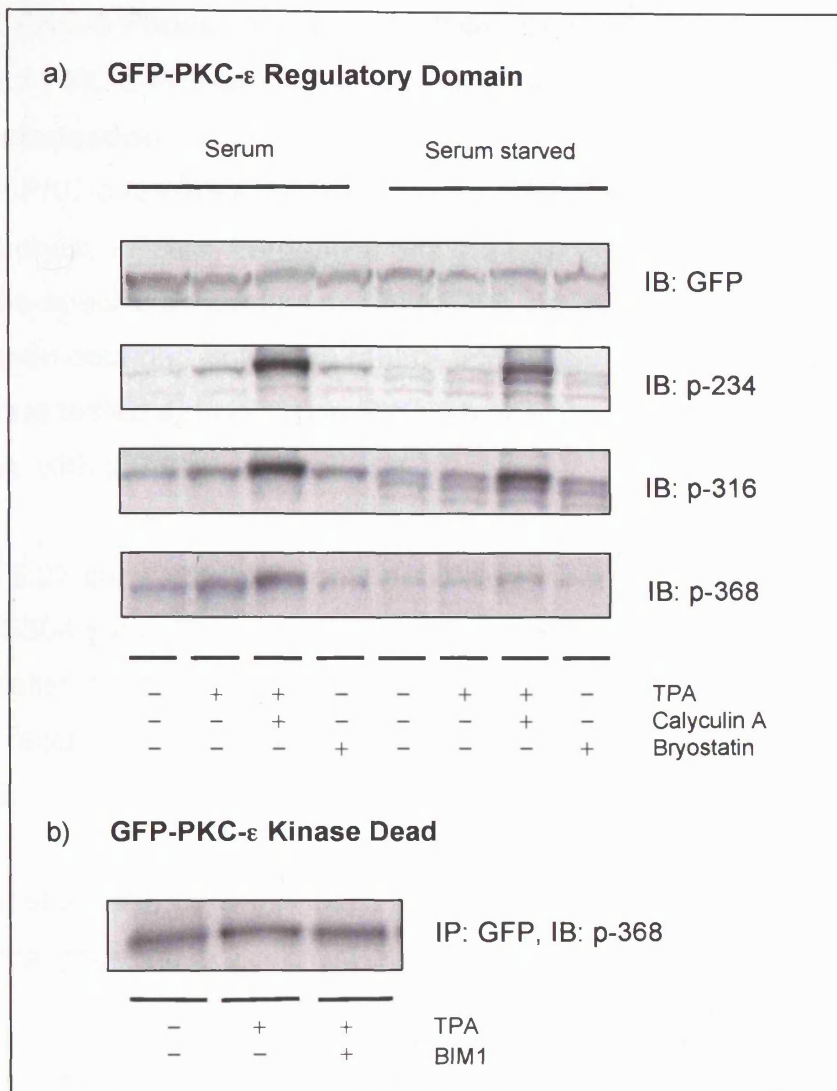 a) GFP-PKC-ε Regulatory Domain
Serum Serum starved
IB: GFP
IB: p-234
IB: p-316
IB: p-368
– + + – – + + – TPA
– – + – – – + – Calyculin A
– – – + – – – + Bryostatin
b) GFP-PKC-ε Kinase Dead
IP: GFP, IB: p-368
– + + TPA
– – + BIM1